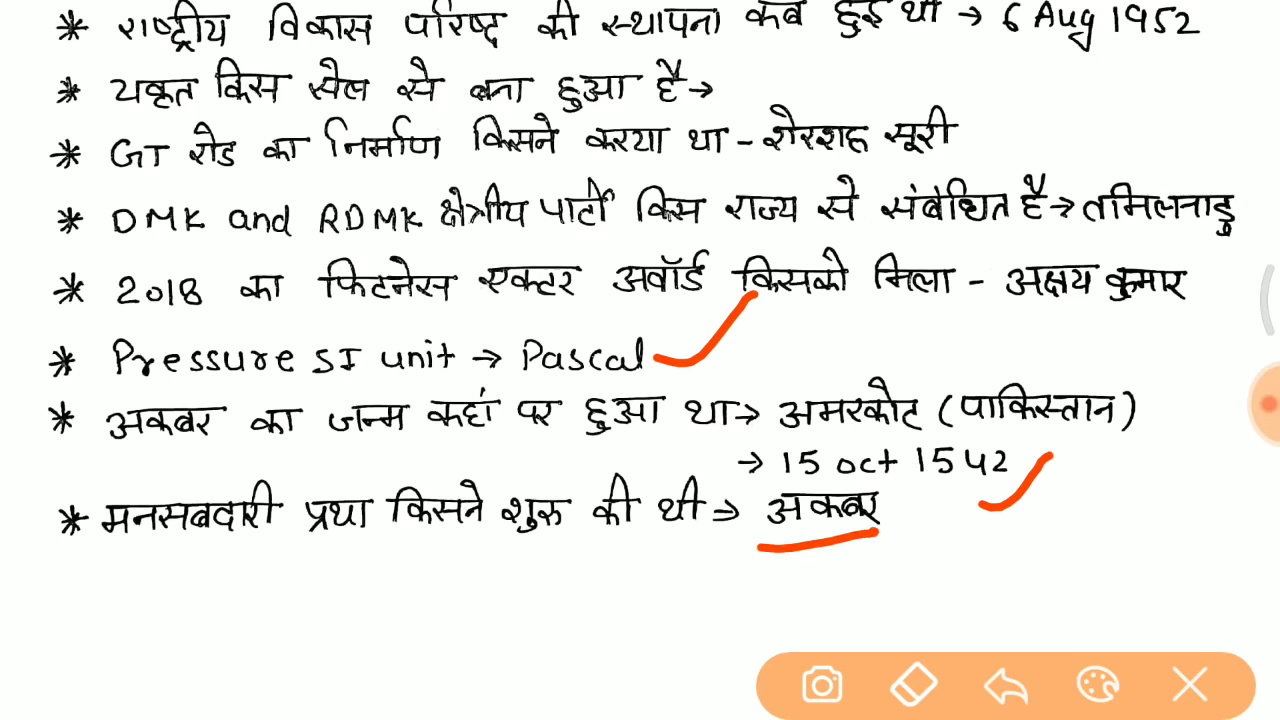 * राष्ट्रीय विकास परिषद् की स्थापना कब हुई थी → 6 Aug 1952
* यकृत किस सेल से बना हुआ है →
* GT रोड का निर्माण किसने करया था - शेरशाह सूरी
* DMK and RDMK क्षेत्रीय पार्टी किस राज्य से संबंधित है → तमिलनाडु
* 2018 का फिटनेस एक्टर अवॉर्ड किसको मिला - अक्षय कुमार
* Pressure SI unit → Pascal
* अकबर का जन्म कहां पर हुआ था → अमरकोट (पाकिस्तान)
→ 15 oct 1542
* मनसबदारी प्रथा किसने शुरु की थी → अकबर